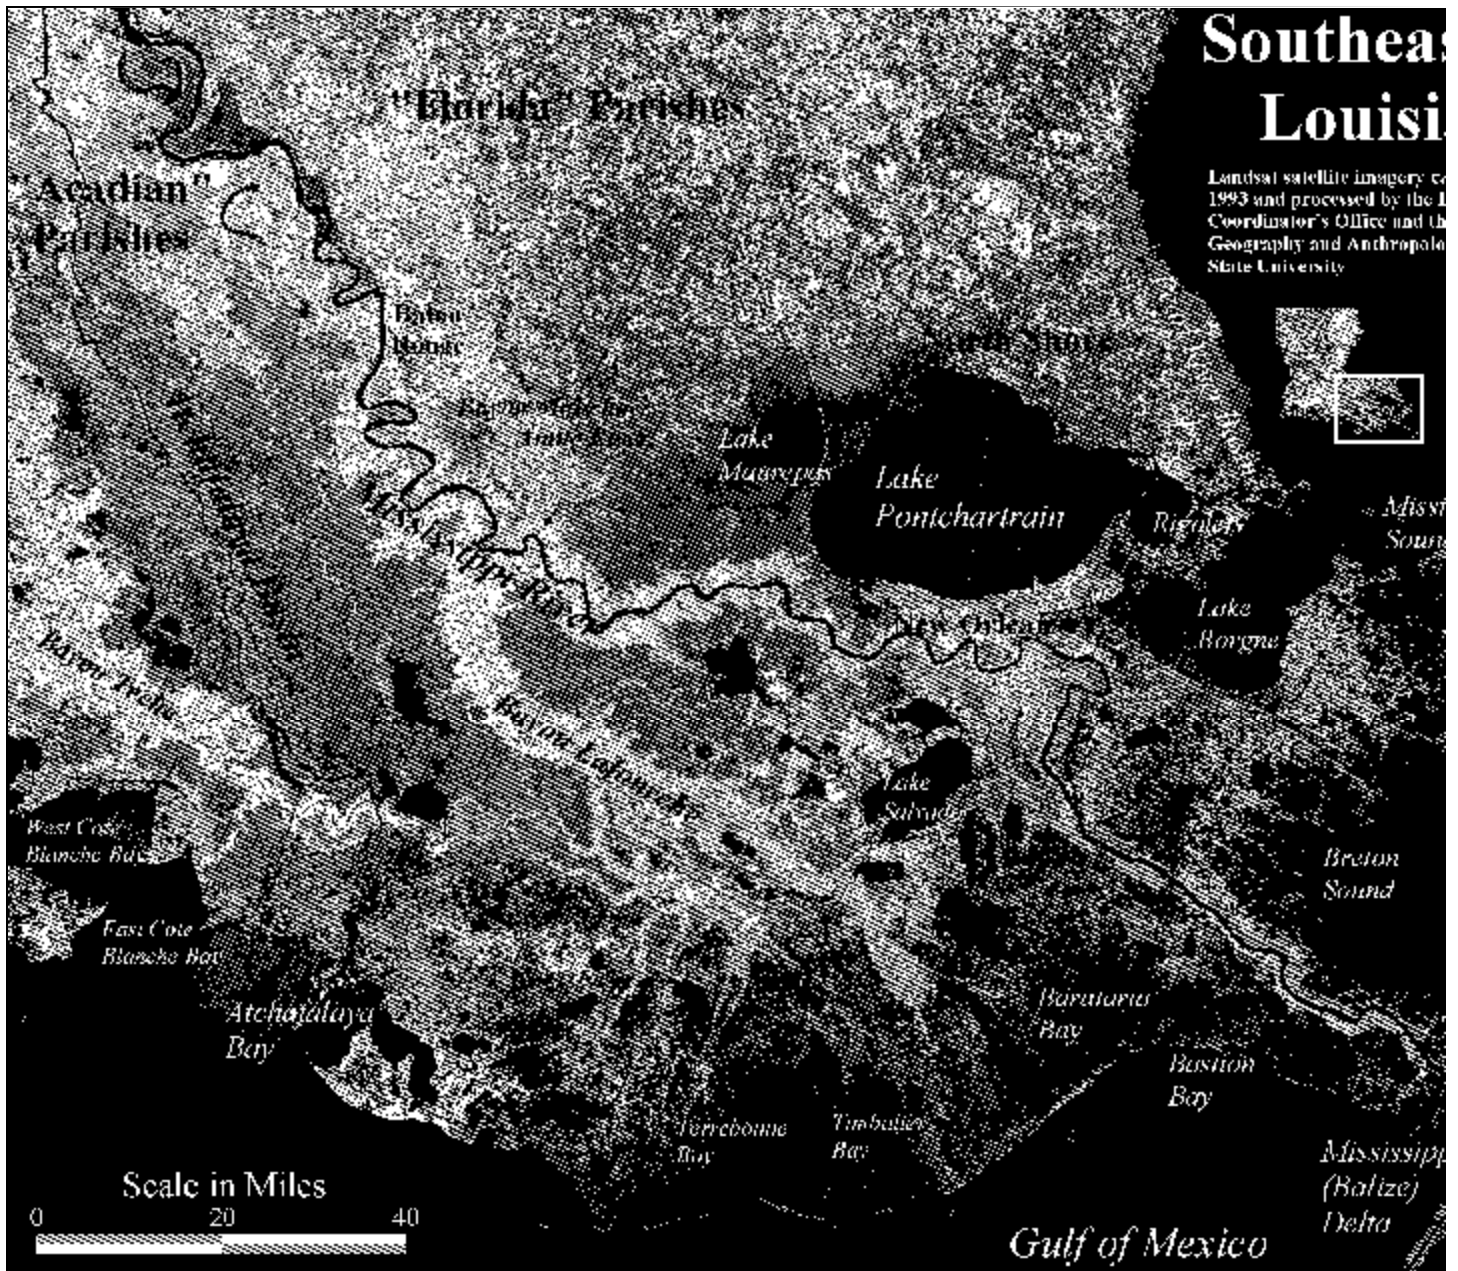 Southeas
Louisi
Landsat satellite imagery
1993 and processed by the
Coordinator's Office and th
Geography and Anthropolo
State University
"Florida" Parishes
"Acadian"
Parishes
Baton
Rouge
North Shore
Lake
Maurepas
Lake
Pontchartrain
Rigolets
Missi
Soun
Mississippi River
New Orleans
Lake
Borgne
Bayou Teche
Bayou Lafourche
Lake
Salvador
West Cote
Blanche Bay
East Cote
Blanche Bay
Breton
Sound
Atchafalaya
Bay
Barataria
Bay
Bastion
Bay
Terrebonne
Bay
Timbalier
Bay
Mississipp
(Balize)
Delta
Scale in Miles
0 20 40
Gulf of Mexico